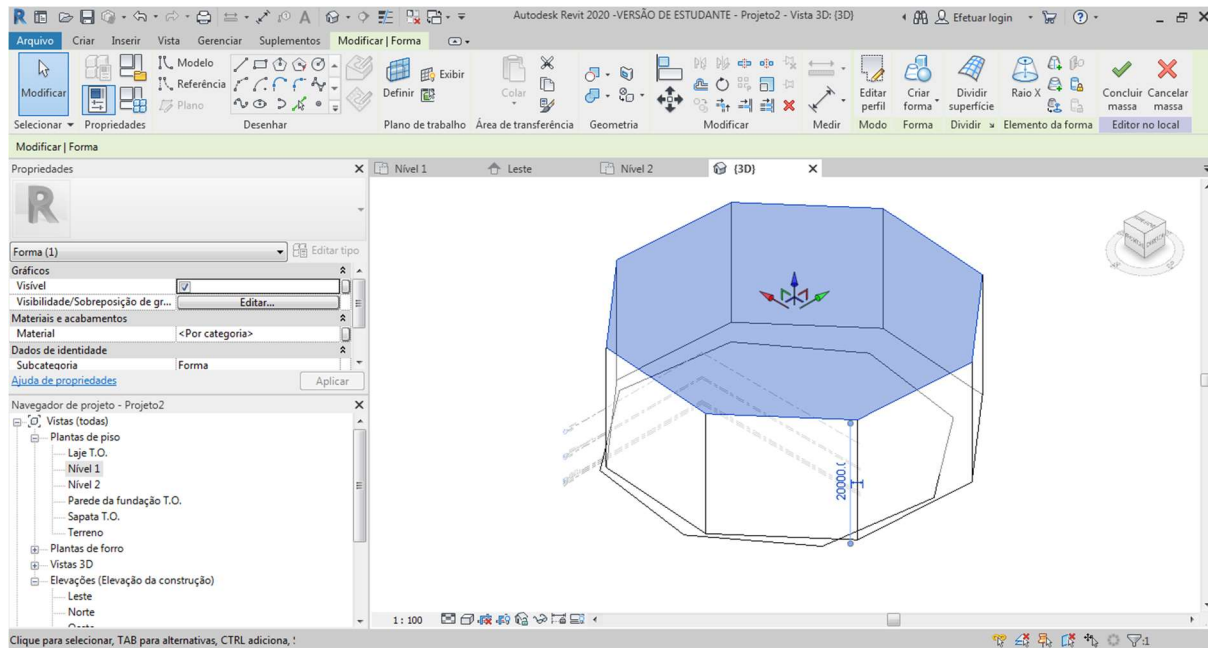 Autodesk Revit 2020 -VERSÃO DE ESTUDANTE - Projeto2 - Vista 3D: {3D}
Efetuar login
Arquivo Criar Inserir Vista Gerenciar Suplementos Modificar | Forma
Modificar
Modelo
Referência
Plano
Definir
Exibir
Colar
Editar perfil
Criar forma
Dividir superfície
Raio X
Concluir massa
Cancelar massa
Selecionar Propriedades Desenhar Plano de trabalho Área de transferência Geometria Modificar Medir Modo Forma Dividir Elemento da forma Editor no local
Modificar | Forma
Propriedades
Nível 1 Leste Nível 2 {3D}
R
Forma (1) Editar tipo
Gráficos
Visível
Visibilidade/Sobreposição de gr... Editar...
Materiais e acabamentos
Material <Por categoria>
Dados de identidade
Subcategoria Forma
Ajuda de propriedades Aplicar
Navegador de projeto - Projeto2
Vistas (todas)
Plantas de piso
Laje T.O.
Nível 1
Nível 2
Parede da fundação T.O.
Sapata T.O.
Terreno
Plantas de forro
Vistas 3D
Elevações (Elevação da construção)
Leste
Norte
1 : 100
Clique para selecionar, TAB para alternativas, CTRL adiciona,
:1